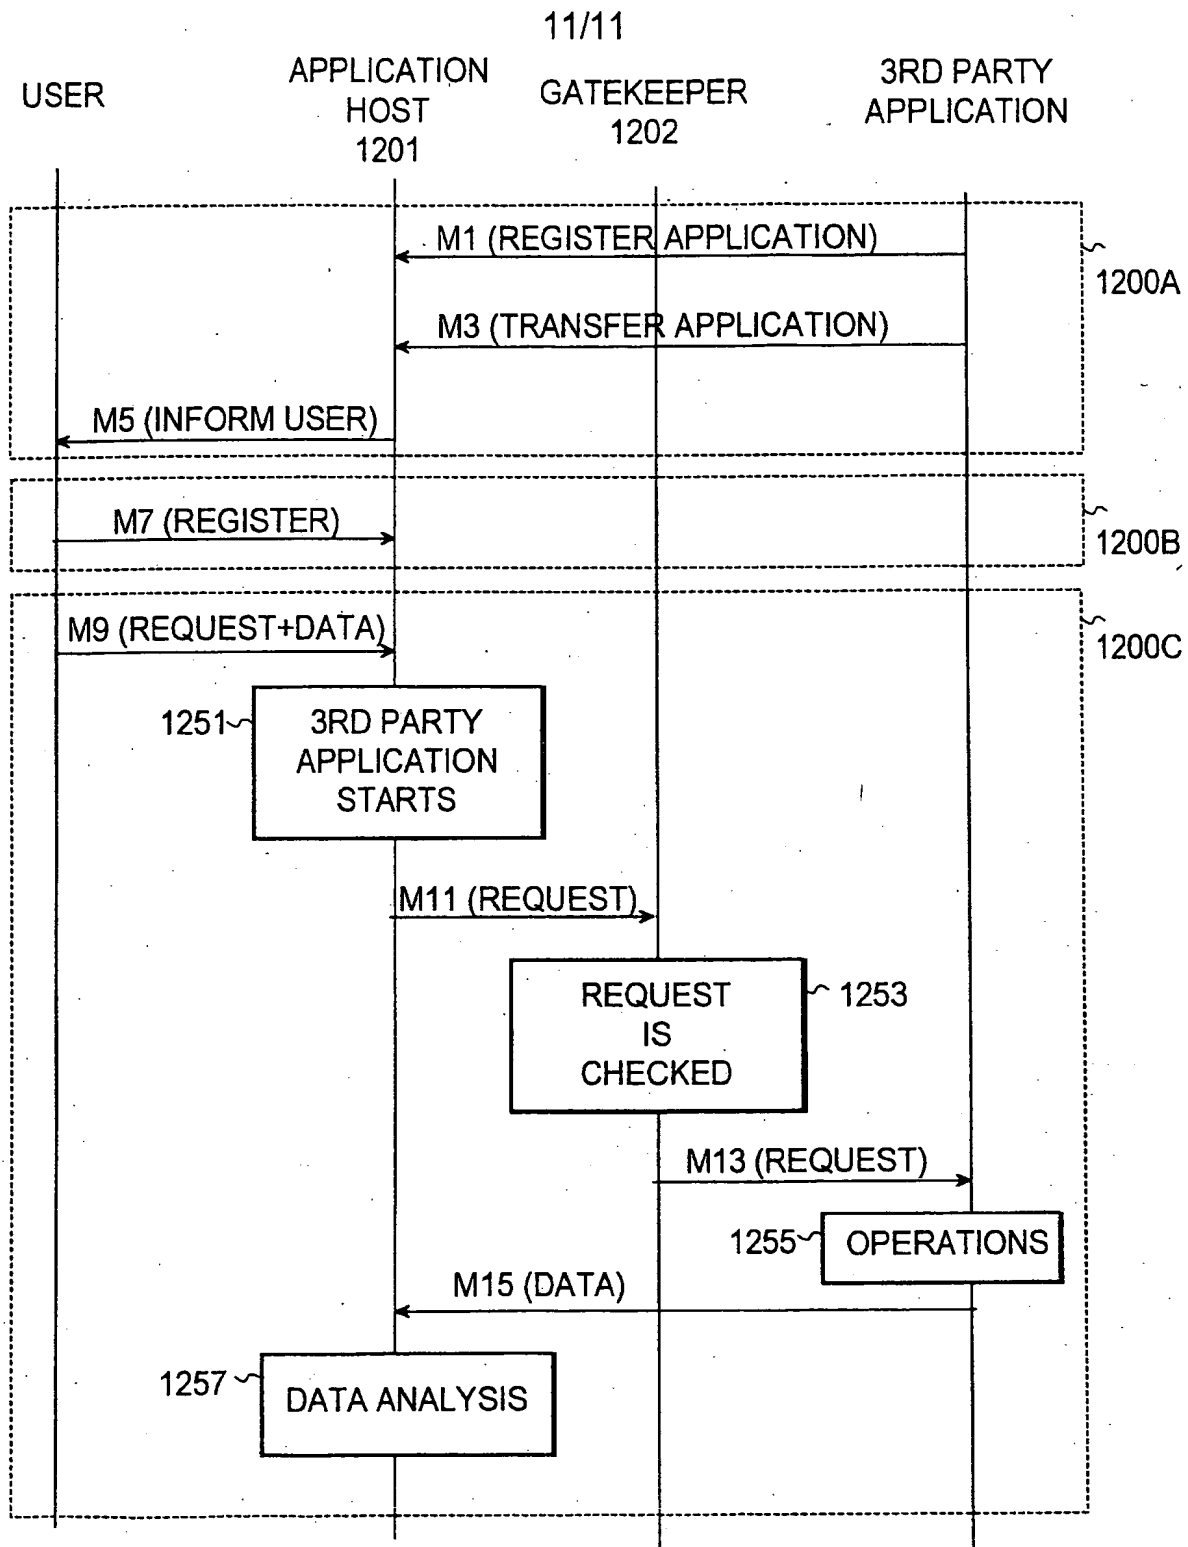 11/11
USER
APPLICATION
HOST
1201
GATEKEEPER
1202
3RD PARTY
APPLICATION
M1 (REGISTER APPLICATION)
1200A
M3 (TRANSFER APPLICATION)
M5 (INFORM USER)
M7 (REGISTER)
1200B
M9 (REQUEST+DATA)
1200C
1251
3RD PARTY
APPLICATION
STARTS
M11 (REQUEST)
REQUEST
IS
CHECKED
1253
M13 (REQUEST)
1255
OPERATIONS
M15 (DATA)
1257
DATA ANALYSIS